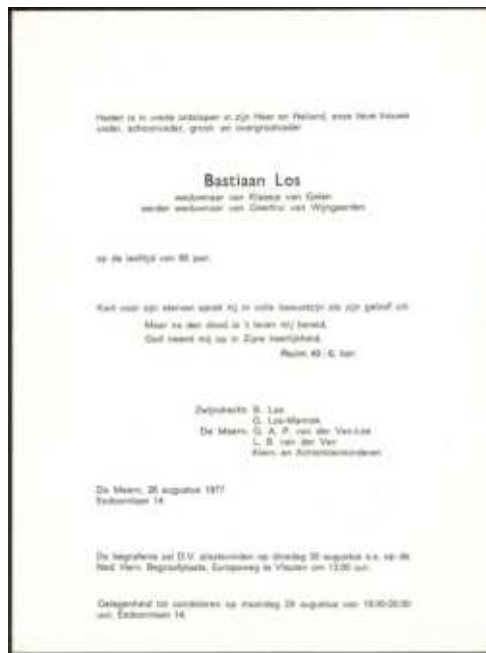 Heden is in vrede ontslapen in zijn Heer en Heiland, onze lieve trouwe
vader, schoonvader, groot- en overgrootvader
Bastiaan Los
weduwnaar van Klaasje van Gelen
eerder weduwnaar van Geertrui van Wijngaarden
op de leeftijd van jaar.
Kort voor zijn sterven sprak hij in volle bewustzijn als zijn geloof uit:
Maar na den dood is 't leven mij bereid,
God neemt mij op in Zijne heerlijkheid.
Psalm 49 : 6, ber.
Zwijndrecht: B. Los
G. Los-
De Meern: G. A. P. van der Ven-Los
L. B. van der Ven
Klein- en Achterkleinkinderen
De Meern, 26 augustus 1977
Esdoornlaan 14
De begrafenis zal D.V. plaatsvinden op dinsdag 30 augustus a.s. op de
Ned. Herv. Begraafplaats, Europaweg te Vleuten om 13.00 uur.
Gelegenheid tot condoleren op maandag 29 augustus van 19.00-20.00
uur, Esdoornlaan 14.